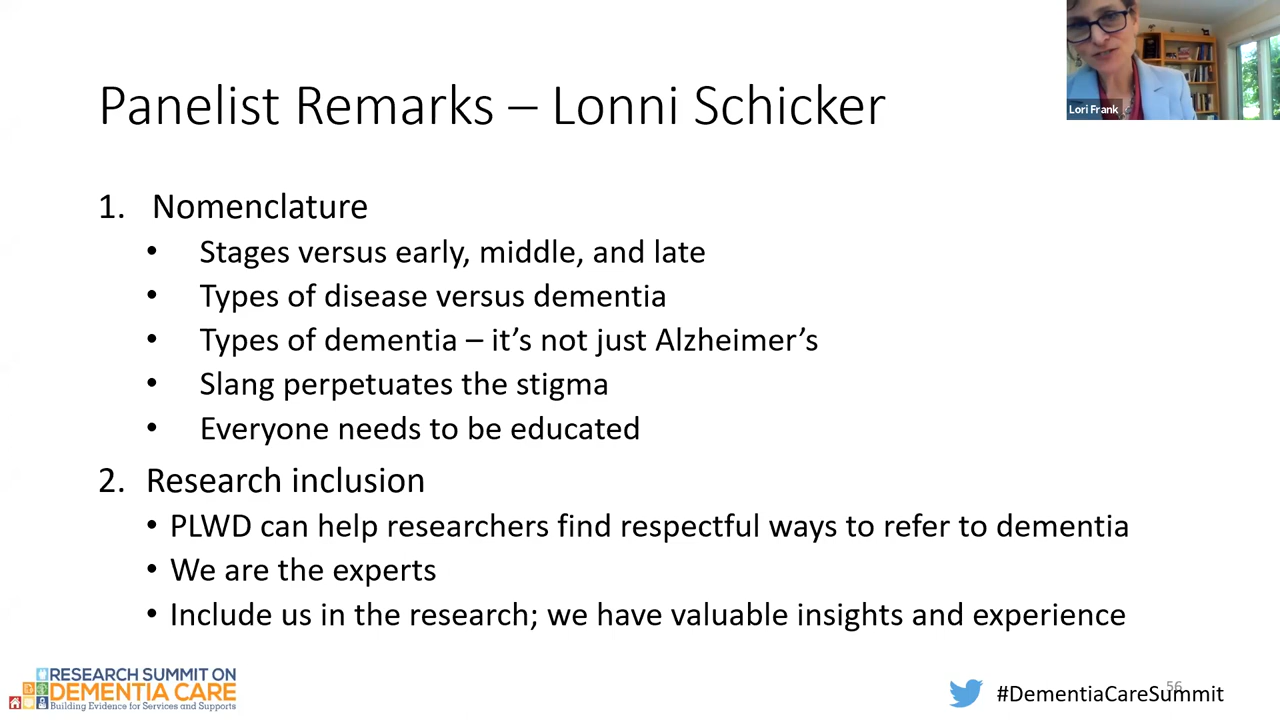 Panelist Remarks – Lonni Schicker
Lori Frank
1. Nomenclature
• Stages versus early, middle, and late
• Types of disease versus dementia
• Types of dementia – it's not just Alzheimer's
• Slang perpetuates the stigma
• Everyone needs to be educated
2. Research inclusion
• PLWD can help researchers find respectful ways to refer to dementia
• We are the experts
• Include us in the research; we have valuable insights and experience
RESEARCH SUMMIT ON
DEMENTIA CARE
Building Evidence for Services and Supports
56
#DementiaCareSummit